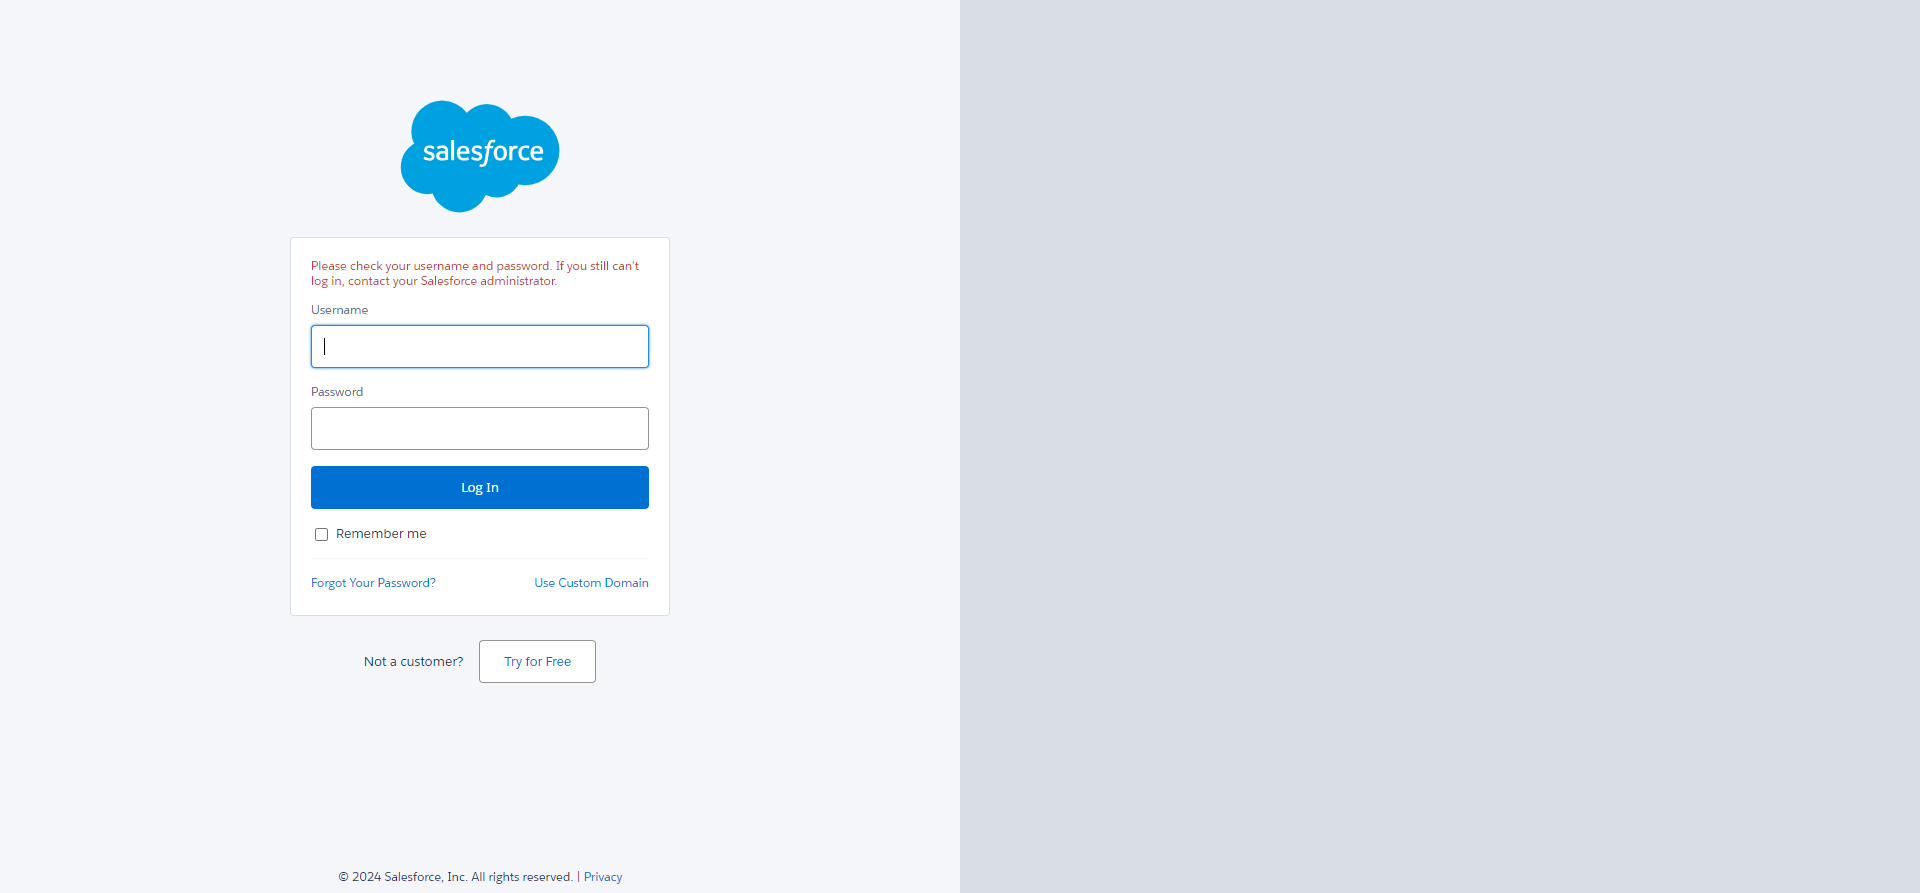 salesforce
Please check your username and password. If you still can't
log in, contact your Salesforce administrator.
Username
Password
Log In
Remember me
Forgot Your Password?
Use Custom Domain
Not a customer?
Try for Free
© 2024 Salesforce, Inc. All rights reserved. | Privacy